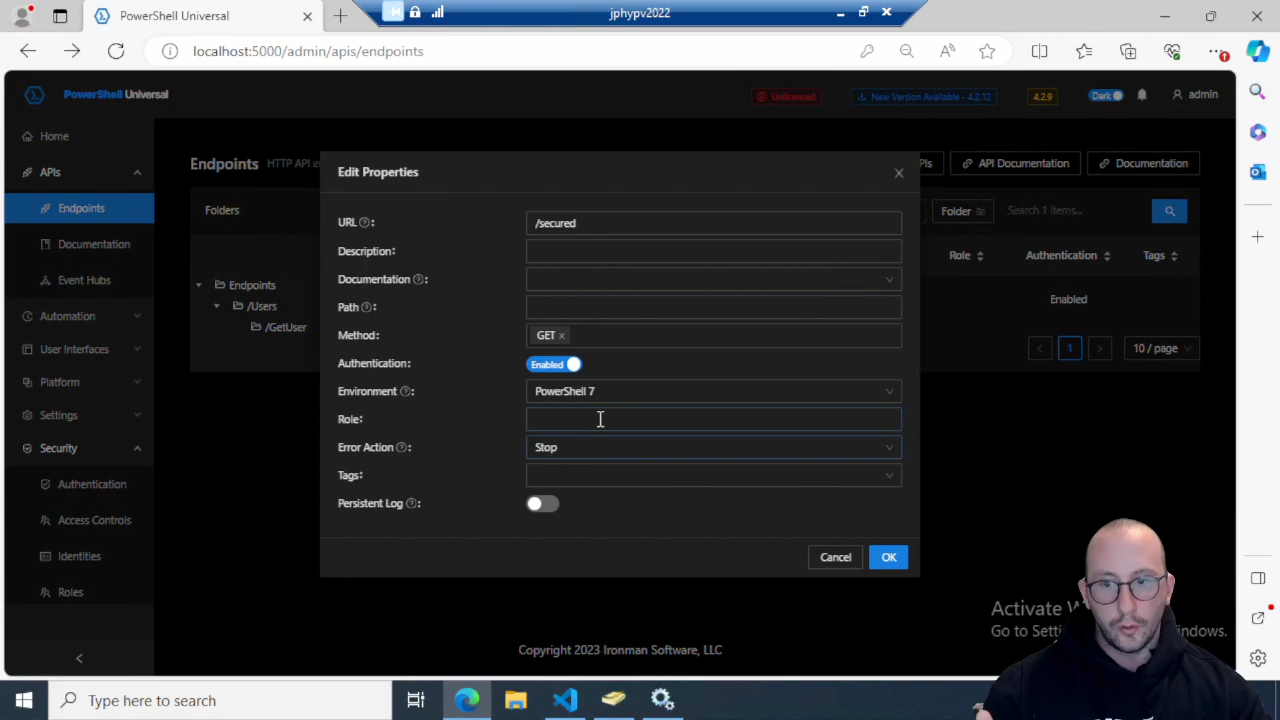 PowerShell Universal
jphypv2022
localhost:5000/admin/apis/endpoints
PowerShell Universal
Unlicensed
New Version Available - 4.2.12
4.2.9
Dark
admin
Home
APIs
Endpoints
Documentation
Event Hubs
Automation
User Interfaces
Platform
Settings
Security
Authentication
Access Controls
Identities
Roles
Endpoints
HTTP API
PIs
API Documentation
Documentation
Folders
Folder
Search 1 items...
Role
Authentication
Tags
Endpoints
/Users
/GetUser
Enabled
1
10 / page
Edit Properties
URL :
/secured
Description:
Documentation :
Path :
Method:
GET
Authentication:
Enabled
Environment :
PowerShell 7
Role:
Error Action :
Stop
Tags:
Persistent Log :
Cancel
OK
Copyright 2023 Ironman Software, LLC
Activate
Go to
Type here to search